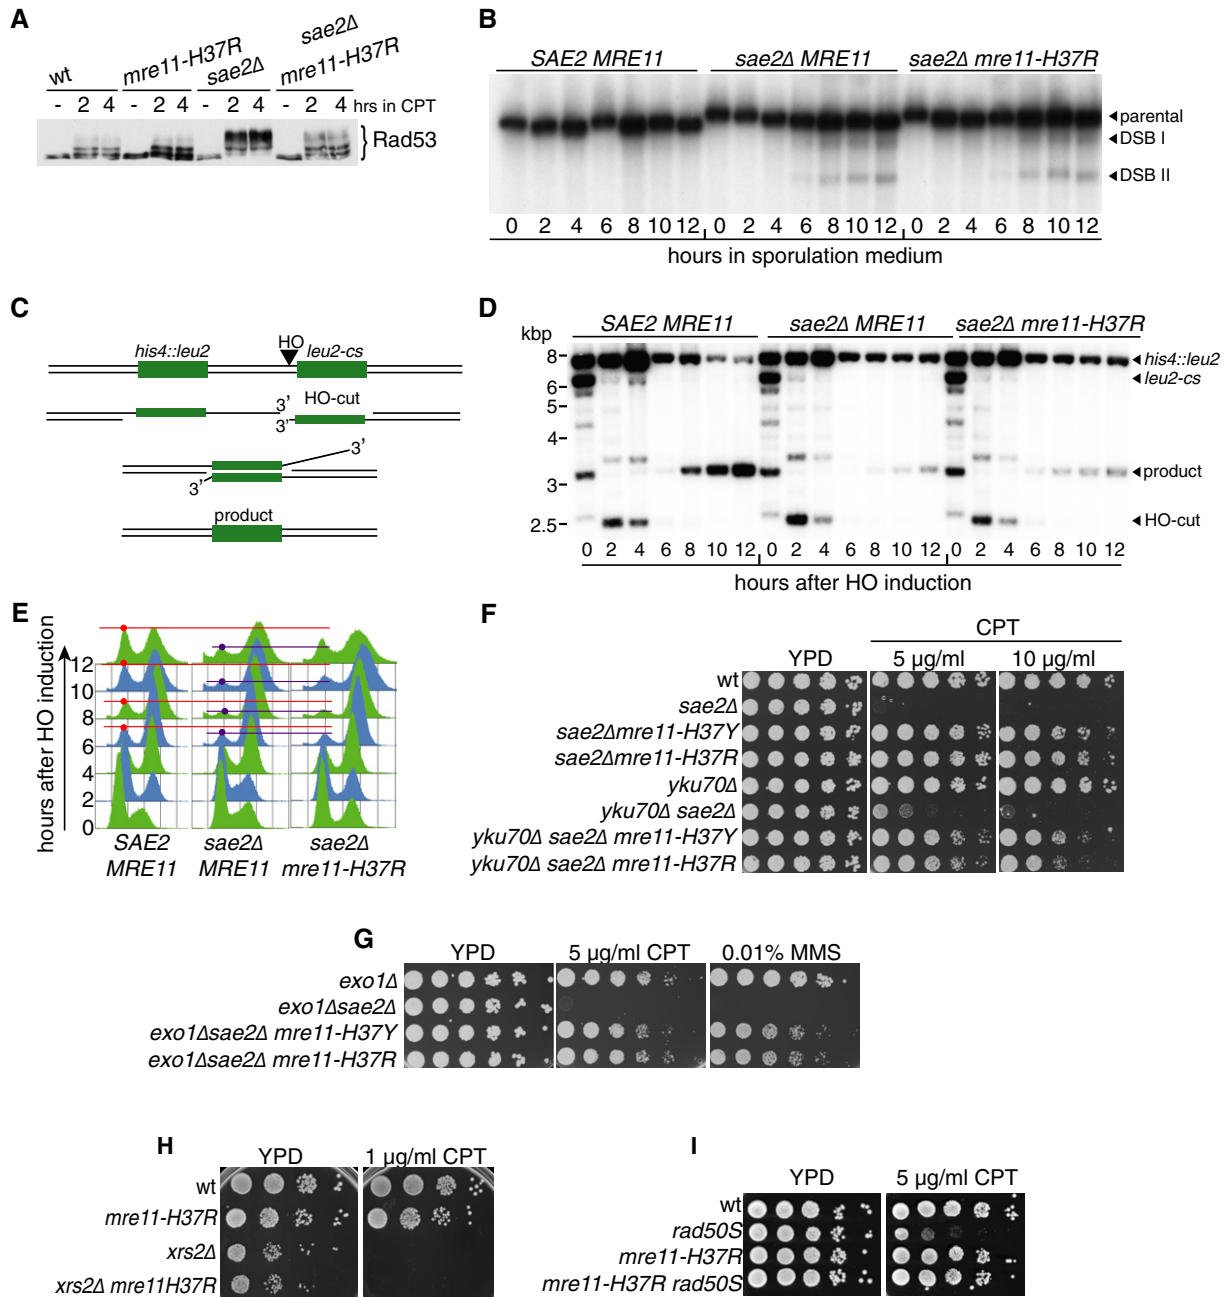 A
wt
mre11-H37R
sae2Δ
sae2Δ
mre11-H37R
- 2 4 - 2 4 - 2 4 - 2 4 hrs in CPT
Rad53
B
SAE2 MRE11 sae2Δ MRE11 sae2Δ mre11-H37R
parental
DSB I
DSB II
0 2 4 6 8 10 12 0 2 4 6 8 10 12 0 2 4 6 8 10 12
hours in sporulation medium
C
HO
his4::leu2 leu2-cs
3’ HO-cut
3’
3’
3’
product
D
kbp SAE2 MRE11 sae2Δ MRE11 sae2Δ mre11-H37R
8 his4::leu2
6 leu2-cs
5
4
product
3
2.5 HO-cut
0 2 4 6 8 10 12 0 2 4 6 8 10 12 0 2 4 6 8 10 12
hours after HO induction
E
hours after HO induction
12
10
8
6
4
2
0
SAE2 sae2Δ sae2Δ
MRE11 MRE11 mre11-H37R
F
CPT
YPD 5 µg/ml 10 µg/ml
wt
sae2Δ
sae2Δmre11-H37Y
sae2Δmre11-H37R
yku70Δ
yku70Δ sae2Δ
yku70Δ sae2Δ mre11-H37Y
yku70Δ sae2Δ mre11-H37R
G
YPD 5 µg/ml CPT 0.01% MMS
exo1Δ
exo1Δsae2Δ
exo1Δsae2Δ mre11-H37Y
exo1Δsae2Δ mre11-H37R
H
YPD 1 µg/ml CPT
wt
mre11-H37R
xrs2Δ
xrs2Δ mre11H37R
I
YPD 5 µg/ml CPT
wt
rad50S
mre11-H37R
mre11-H37R rad50S